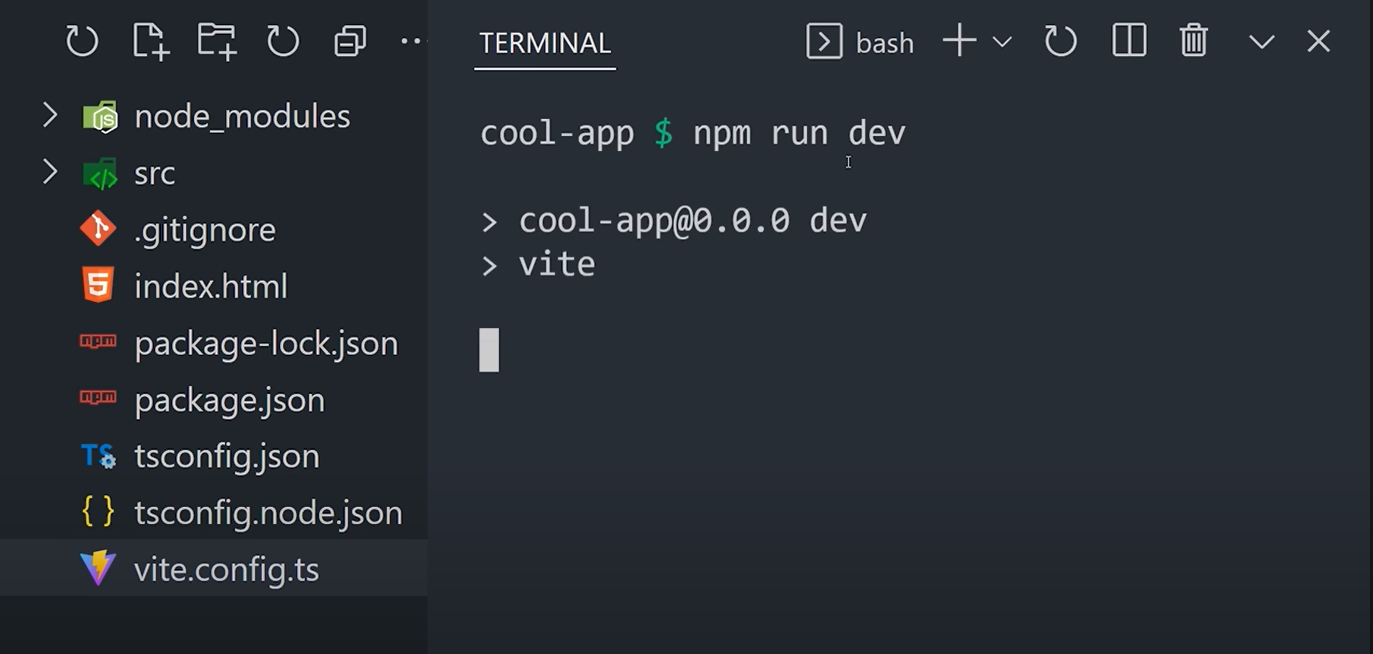 TERMINAL
bash
node_modules
src
.gitignore
index.html
package-lock.json
package.json
tsconfig.json
tsconfig.node.json
vite.config.ts
cool-app $ npm run dev
> cool-app@0.0.0 dev
> vite